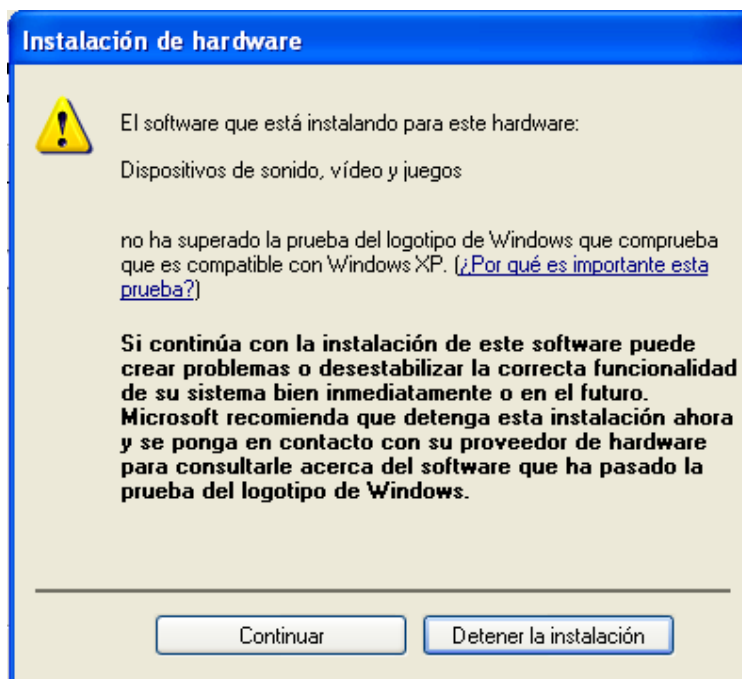 Instalación de hardware
El software que está instalando para este hardware:
Dispositivos de sonido, vídeo y juegos
no ha superado la prueba del logotipo de Windows que comprueba
que es compatible con Windows XP. (¿Por qué es importante esta
prueba?)
Si continúa con la instalación de este software puede
crear problemas o desestabilizar la correcta funcionalidad
de su sistema bien inmediatamente o en el futuro.
Microsoft recomienda que detenga esta instalación ahora
y se ponga en contacto con su proveedor de hardware
para consultarle acerca del software que ha pasado la
prueba del logotipo de Windows.
Continuar
Detener la instalación